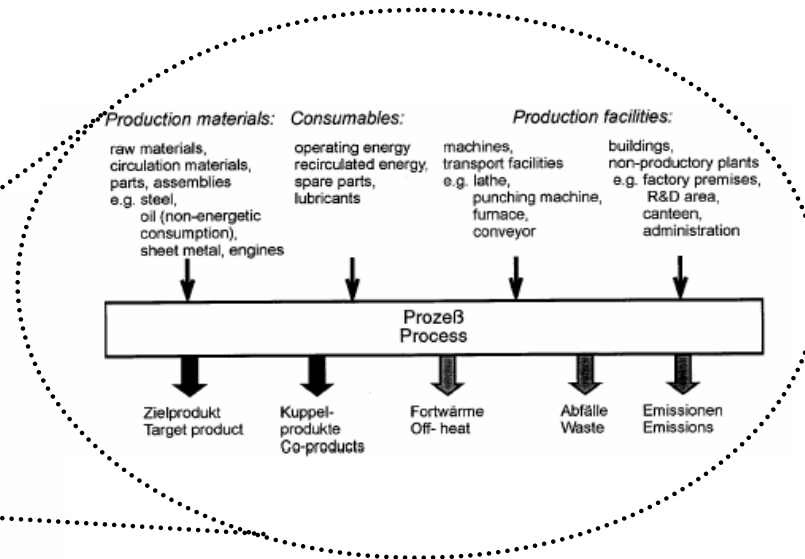 Production materials:
raw materials,
circulation materials,
parts, assemblies
e.g. steel,
oil (non-energetic
consumption),
sheet metal, engines
Consumables:
operating energy
recirculated energy,
spare parts,
lubricants
Production facilities:
machines,
transport facilities
e.g. lathe,
punching machine,
furnace,
conveyor
buildings,
non-productory plants
e.g. factory premises,
R&D area,
canteen,
administration
Prozeß
Process
Zielprodukt
Target product
Kuppel-
produkte
Co-products
Fortwärme
Off- heat
Abfälle
Waste
Emissionen
Emissions